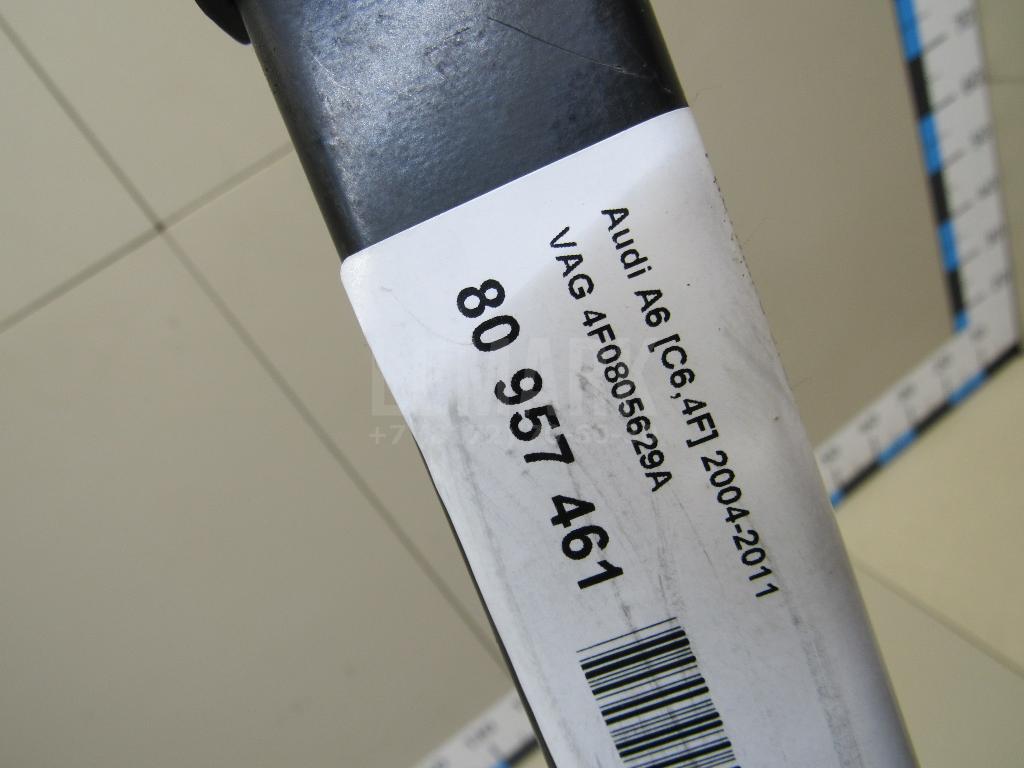 Audi A6 [C6,4F] 2004-2011
VAG 4F0805629A
80 957 461